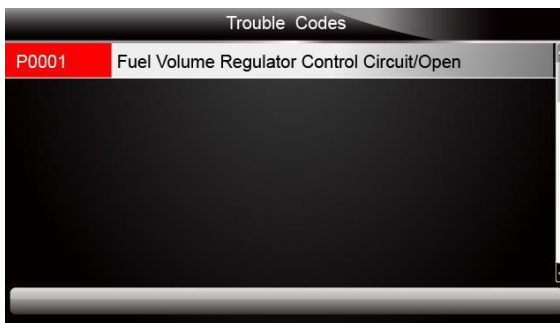 Trouble Codes
P0001 Fuel Volume Regulator Control Circuit/Open